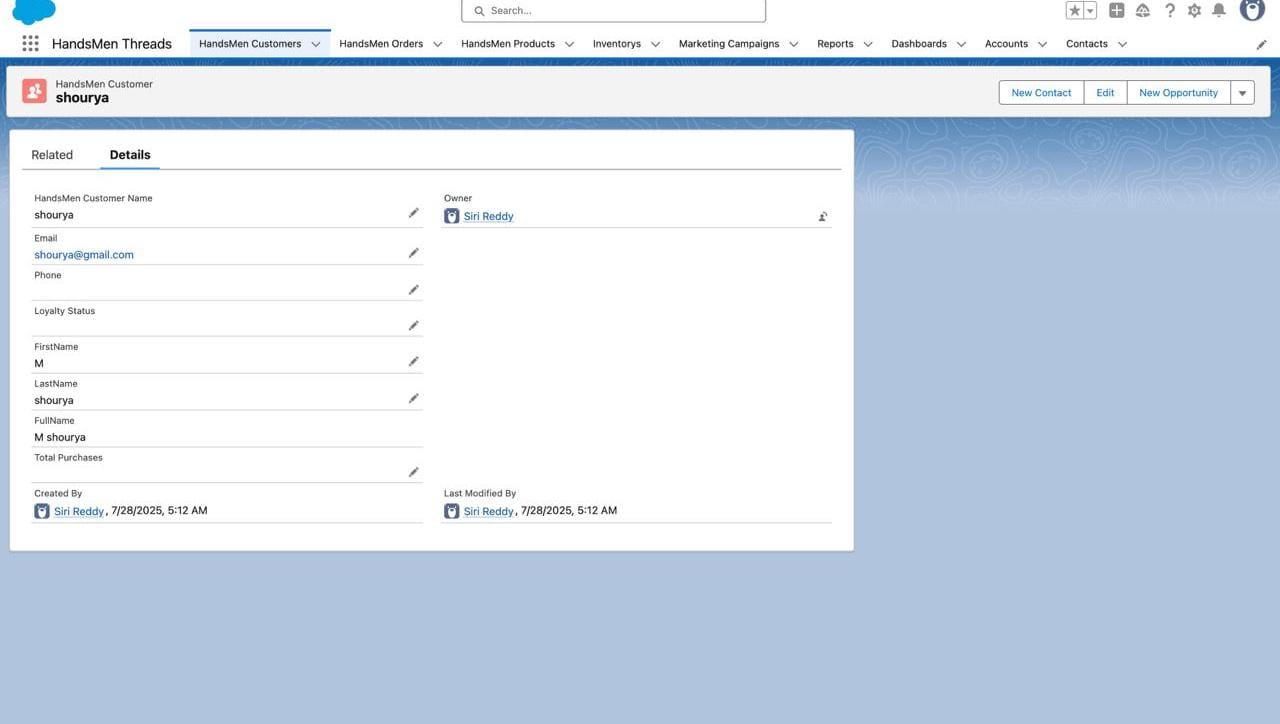 Search...
HandsMen Threads HandsMen Customers HandsMen Orders HandsMen Products Inventorys Marketing Campaigns Reports Dashboards Accounts Contacts
HandsMen Customer
shourya
New Contact Edit New Opportunity
Related Details
HandsMen Customer Name
shourya
Owner
Siri Reddy
Email
shourya@gmail.com
Phone
Loyalty Status
FirstName
M
LastName
shourya
FullName
M shourya
Total Purchases
Created By
Siri Reddy, 7/28/2025, 5:12 AM
Last Modified By
Siri Reddy, 7/28/2025, 5:12 AM